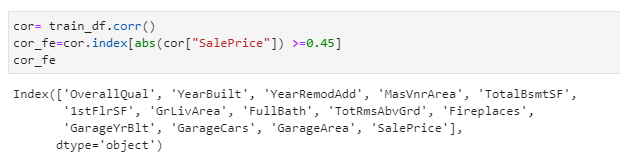 cor= train_df.corr()
cor_fe=cor.index[abs(cor["SalePrice"]) >=0.45]
cor_fe
Index(['OverallQual', 'YearBuilt', 'YearRemodAdd', 'MasVnrArea', 'TotalBsmtSF',
       '1stFlrSF', 'GrLivArea', 'FullBath', 'TotRmsAbvGrd', 'Fireplaces',
       'GarageYrBlt', 'GarageCars', 'GarageArea', 'SalePrice'],
      dtype='object')